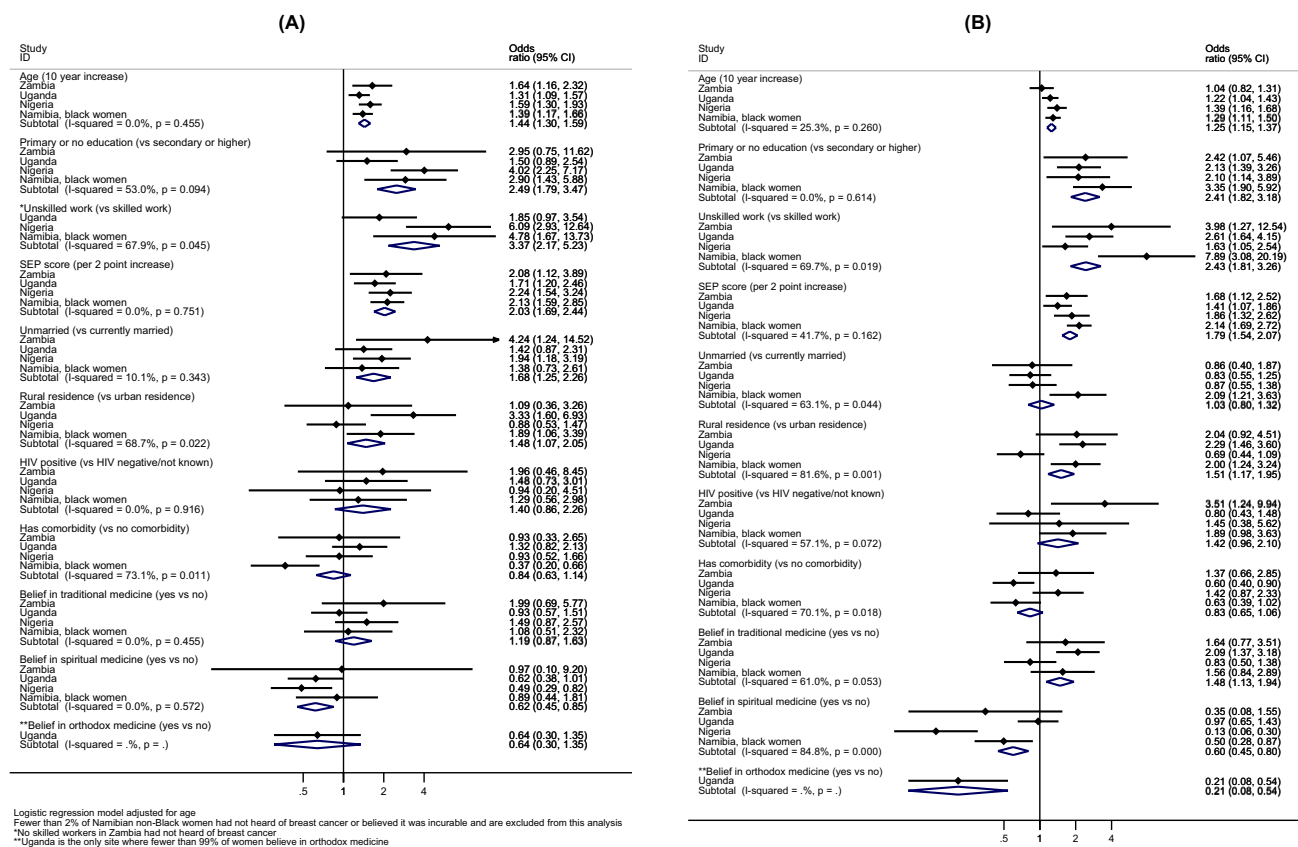 (A)
Study
ID
Odds
ratio (95% CI)
Age (10 year increase)
Zambia 1.64 (1.16, 2.32)
Uganda 1.31 (1.09, 1.57)
Nigeria 1.59 (1.30, 1.93)
Namibia, black women 1.39 (1.17, 1.66)
Subtotal (I-squared = 0.0%, p = 0.455) 1.44 (1.30, 1.59)
Primary or no education (vs secondary or higher)
Zambia 2.95 (0.75, 11.62)
Uganda 1.50 (0.89, 2.54)
Nigeria 4.02 (2.25, 7.17)
Namibia, black women 2.90 (1.43, 5.88)
Subtotal (I-squared = 53.0%, p = 0.094) 2.49 (1.79, 3.47)
*Unskilled work (vs skilled work)
Uganda 1.85 (0.97, 3.54)
Nigeria 6.09 (2.93, 12.64)
Namibia, black women 4.78 (1.67, 13.73)
Subtotal (I-squared = 67.9%, p = 0.045) 3.37 (2.17, 5.23)
SEP score (per 2 point increase)
Zambia 2.08 (1.12, 3.89)
Uganda 1.71 (1.20, 2.46)
Nigeria 2.24 (1.54, 3.24)
Namibia, black women 2.13 (1.59, 2.85)
Subtotal (I-squared = 0.0%, p = 0.751) 2.03 (1.69, 2.44)
Unmarried (vs currently married)
Zambia 4.24 (1.24, 14.52)
Uganda 1.42 (0.87, 2.31)
Nigeria 1.94 (1.18, 3.19)
Namibia, black women 1.38 (0.73, 2.61)
Subtotal (I-squared = 10.1%, p = 0.343) 1.68 (1.25, 2.26)
Rural residence (vs urban residence)
Zambia 1.09 (0.36, 3.26)
Uganda 3.33 (1.60, 6.93)
Nigeria 0.88 (0.53, 1.47)
Namibia, black women 1.89 (1.06, 3.39)
Subtotal (I-squared = 68.7%, p = 0.022) 1.48 (1.07, 2.05)
HIV positive (vs HIV negative/not known)
Zambia 1.96 (0.46, 8.45)
Uganda 1.48 (0.73, 3.01)
Nigeria 0.94 (0.20, 4.51)
Namibia, black women 1.29 (0.56, 2.98)
Subtotal (I-squared = 0.0%, p = 0.916) 1.40 (0.86, 2.26)
Has comorbidity (vs no comorbidity)
Zambia 0.93 (0.33, 2.65)
Uganda 1.32 (0.82, 2.13)
Nigeria 0.93 (0.52, 1.66)
Namibia, black women 0.37 (0.20, 0.66)
Subtotal (I-squared = 73.1%, p = 0.011) 0.84 (0.63, 1.14)
Belief in traditional medicine (yes vs no)
Zambia 1.99 (0.69, 5.77)
Uganda 0.93 (0.57, 1.51)
Nigeria 1.49 (0.87, 2.57)
Namibia, black women 1.08 (0.51, 2.32)
Subtotal (I-squared = 0.0%, p = 0.455) 1.19 (0.87, 1.63)
Belief in spiritual medicine (yes vs no)
Zambia 0.97 (0.10, 9.20)
Uganda 0.62 (0.38, 1.01)
Nigeria 0.49 (0.29, 0.82)
Namibia, black women 0.89 (0.44, 1.81)
Subtotal (I-squared = 0.0%, p = 0.572) 0.62 (0.45, 0.85)
**Belief in orthodox medicine (yes vs no)
Uganda 0.64 (0.30, 1.35)
Subtotal (I-squared = .%, p = .) 0.64 (0.30, 1.35)
.5 1 2 4
Logistic regression model adjusted for age
Fewer than 2% of Namibian non-Black women had not heard of breast cancer or believed it was incurable and are excluded from this analysis
*No skilled workers in Zambia had not heard of breast cancer
**Uganda is the only site where fewer than 99% of women believe in orthodox medicine
(B)
Study
ID
Odds
ratio (95% CI)
Age (10 year increase)
Zambia 1.04 (0.82, 1.31)
Uganda 1.22 (1.04, 1.43)
Nigeria 1.39 (1.16, 1.68)
Namibia, black women 1.29 (1.11, 1.50)
Subtotal (I-squared = 25.3%, p = 0.260) 1.25 (1.15, 1.37)
Primary or no education (vs secondary or higher)
Zambia 2.42 (1.07, 5.46)
Uganda 2.13 (1.39, 3.26)
Nigeria 2.10 (1.14, 3.89)
Namibia, black women 3.35 (1.90, 5.92)
Subtotal (I-squared = 0.0%, p = 0.614) 2.41 (1.82, 3.18)
Unskilled work (vs skilled work)
Zambia 3.98 (1.27, 12.54)
Uganda 2.61 (1.64, 4.15)
Nigeria 1.63 (1.05, 2.54)
Namibia, black women 7.89 (3.08, 20.19)
Subtotal (I-squared = 69.7%, p = 0.019) 2.43 (1.81, 3.26)
SEP score (per 2 point increase)
Zambia 1.68 (1.12, 2.52)
Uganda 1.41 (1.07, 1.86)
Nigeria 1.86 (1.32, 2.62)
Namibia, black women 2.14 (1.69, 2.72)
Subtotal (I-squared = 41.7%, p = 0.162) 1.79 (1.54, 2.07)
Unmarried (vs currently married)
Zambia 0.86 (0.40, 1.87)
Uganda 0.83 (0.55, 1.25)
Nigeria 0.87 (0.55, 1.38)
Namibia, black women 2.09 (1.21, 3.63)
Subtotal (I-squared = 63.1%, p = 0.044) 1.03 (0.80, 1.32)
Rural residence (vs urban residence)
Zambia 2.04 (0.92, 4.51)
Uganda 2.29 (1.46, 3.60)
Nigeria 0.69 (0.44, 1.09)
Namibia, black women 2.00 (1.24, 3.24)
Subtotal (I-squared = 81.6%, p = 0.001) 1.51 (1.17, 1.95)
HIV positive (vs HIV negative/not known)
Zambia 3.51 (1.24, 9.94)
Uganda 0.80 (0.43, 1.48)
Nigeria 1.45 (0.38, 5.62)
Namibia, black women 1.89 (0.98, 3.63)
Subtotal (I-squared = 57.1%, p = 0.072) 1.42 (0.96, 2.10)
Has comorbidity (vs no comorbidity)
Zambia 1.37 (0.66, 2.85)
Uganda 0.60 (0.40, 0.90)
Nigeria 1.42 (0.87, 2.33)
Namibia, black women 0.63 (0.39, 1.02)
Subtotal (I-squared = 70.1%, p = 0.018) 0.83 (0.65, 1.06)
Belief in traditional medicine (yes vs no)
Zambia 1.64 (0.77, 3.51)
Uganda 2.09 (1.37, 3.18)
Nigeria 0.83 (0.50, 1.38)
Namibia, black women 1.56 (0.84, 2.89)
Subtotal (I-squared = 61.0%, p = 0.053) 1.48 (1.13, 1.94)
Belief in spiritual medicine (yes vs no)
Zambia 0.35 (0.08, 1.55)
Uganda 0.97 (0.65, 1.43)
Nigeria 0.13 (0.06, 0.30)
Namibia, black women 0.50 (0.28, 0.87)
Subtotal (I-squared = 84.8%, p = 0.000) 0.60 (0.45, 0.80)
**Belief in orthodox medicine (yes vs no)
Uganda 0.21 (0.08, 0.54)
Subtotal (I-squared = .%, p = .) 0.21 (0.08, 0.54)
.5 1 2 4